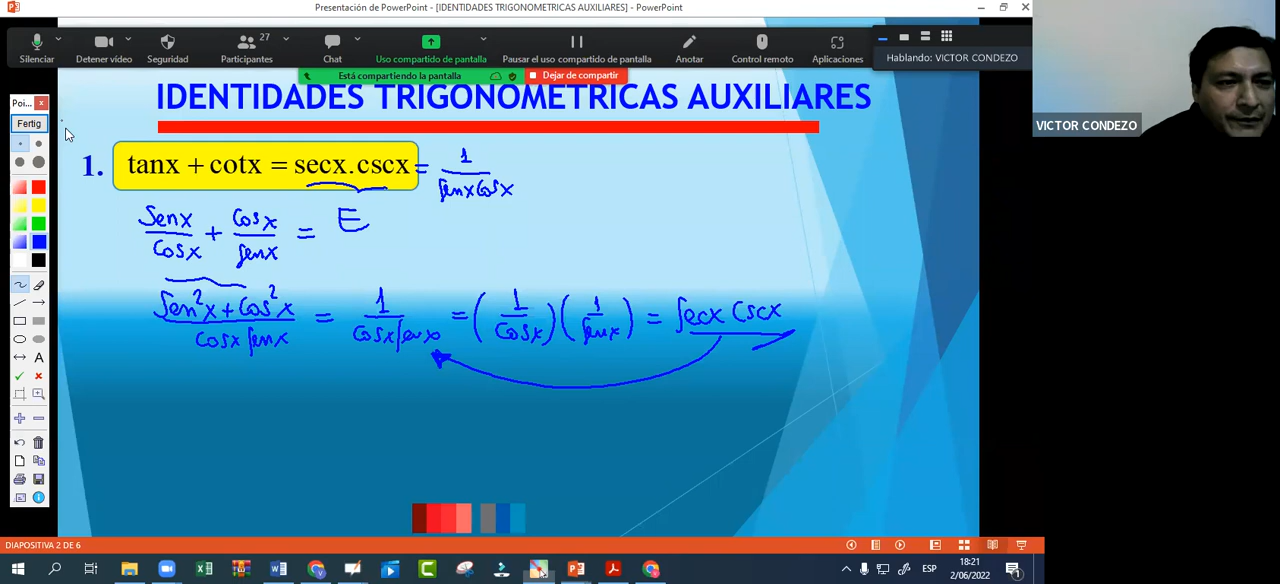 Presentación de PowerPoint - [IDENTIDADES TRIGONOMETRICAS AUXILIARES] - PowerPoint
Silenciar
Detener vídeo
Seguridad
27
Participantes
Chat
Uso compartido de pantalla
Pausar el uso compartido de pantalla
Anotar
Control remoto
Aplicaciones
Hablando: VICTOR CONDEZO
Está compartiendo la pantalla
Dejar de compartir
VICTOR CONDEZO
Poi...
Fertig
A
IDENTIDADES TRIGONOMETRICAS AUXILIARES
1. tanx + cotx = secx.cscx = 1/(senx cosx)
Senx/Cosx + Cosx/senx = E
(Sen²x + Cos²x)/(Cosx senx) = 1/(Cosx senx) = (1/Cosx)(1/senx) = Secx Cscx
DIAPOSITIVA 2 DE 6
ESP
18:21
2/06/2022